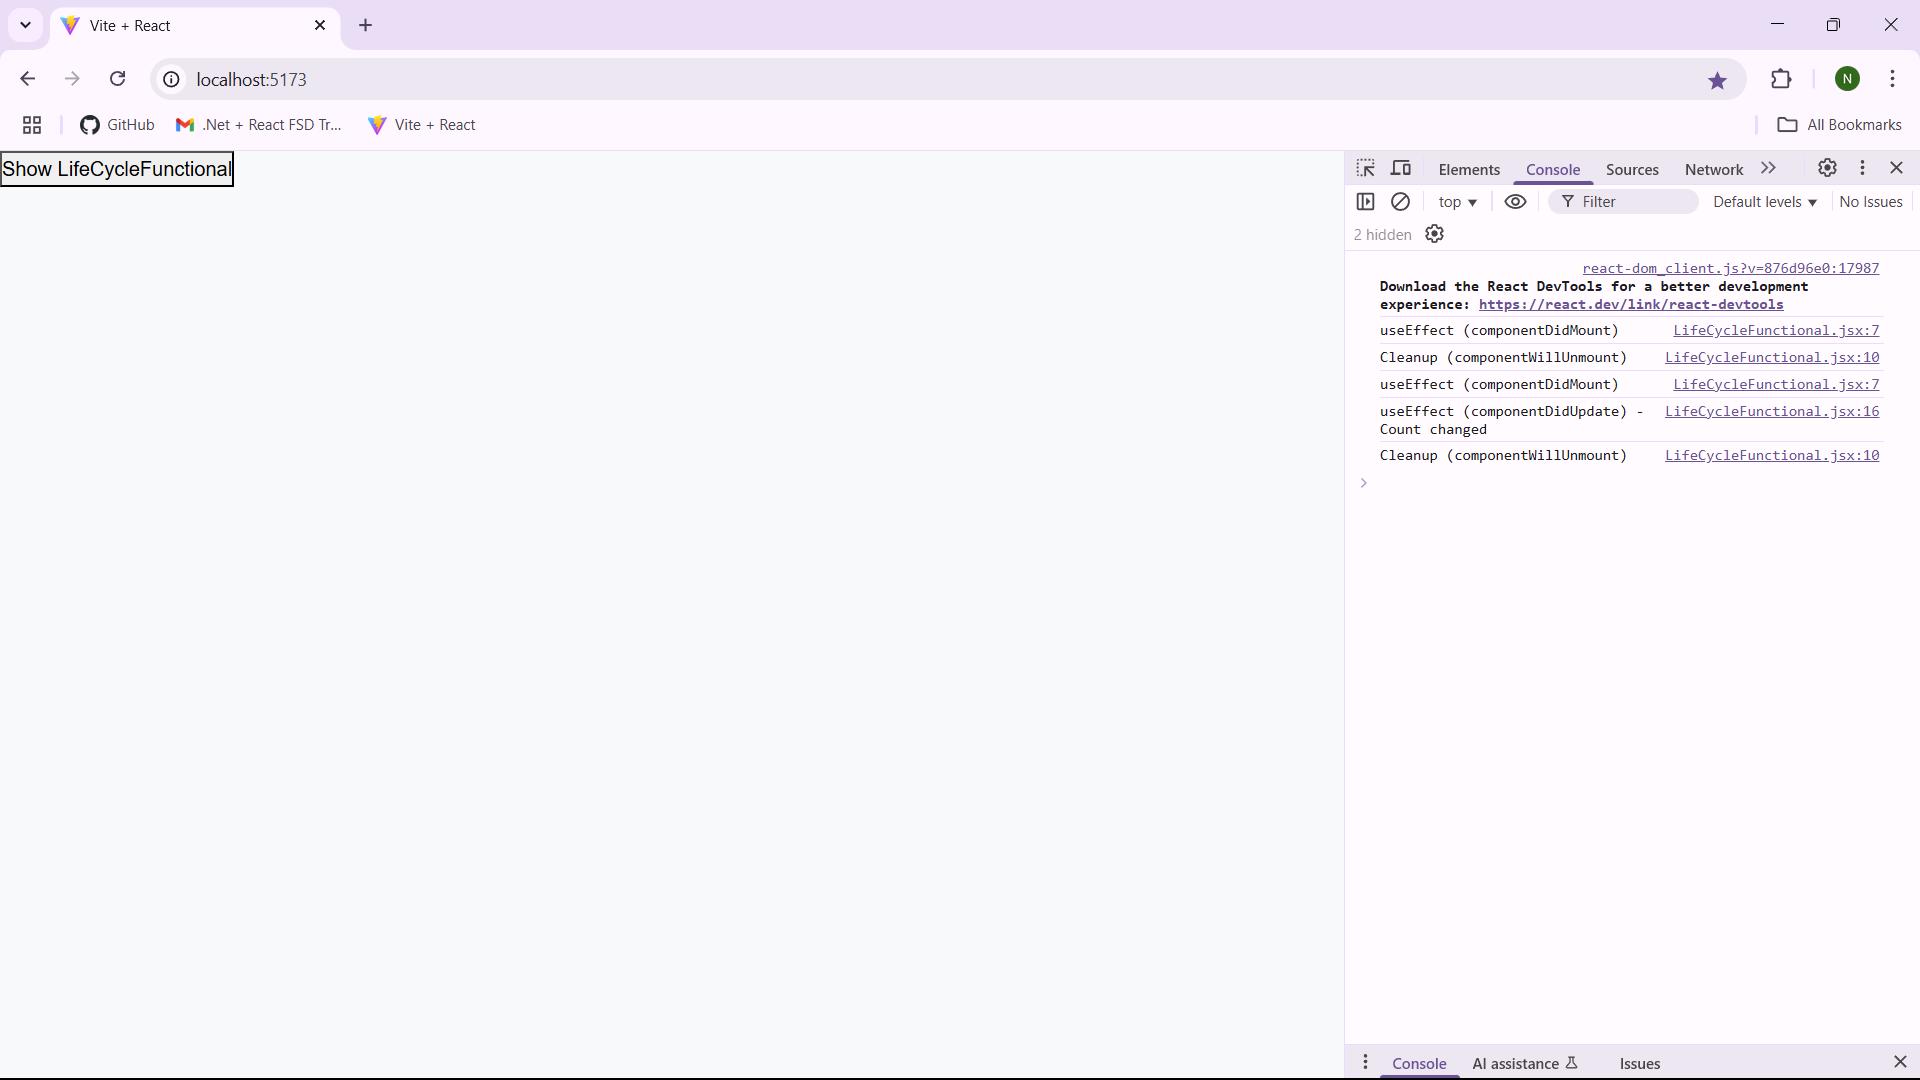 Vite + React
localhost:5173
N
GitHub
.Net + React FSD Tr...
Vite + React
All Bookmarks
Show LifeCycleFunctional
Elements
Console
Sources
Network
top
Filter
Default levels
No Issues
2 hidden
react-dom_client.js?v=876d96e0:17987
Download the React DevTools for a better development
experience: https://react.dev/link/react-devtools
useEffect (componentDidMount) LifeCycleFunctional.jsx:7
Cleanup (componentWillUnmount) LifeCycleFunctional.jsx:10
useEffect (componentDidMount) LifeCycleFunctional.jsx:7
useEffect (componentDidUpdate) - LifeCycleFunctional.jsx:16
Count changed
Cleanup (componentWillUnmount) LifeCycleFunctional.jsx:10
Console
AI assistance
Issues